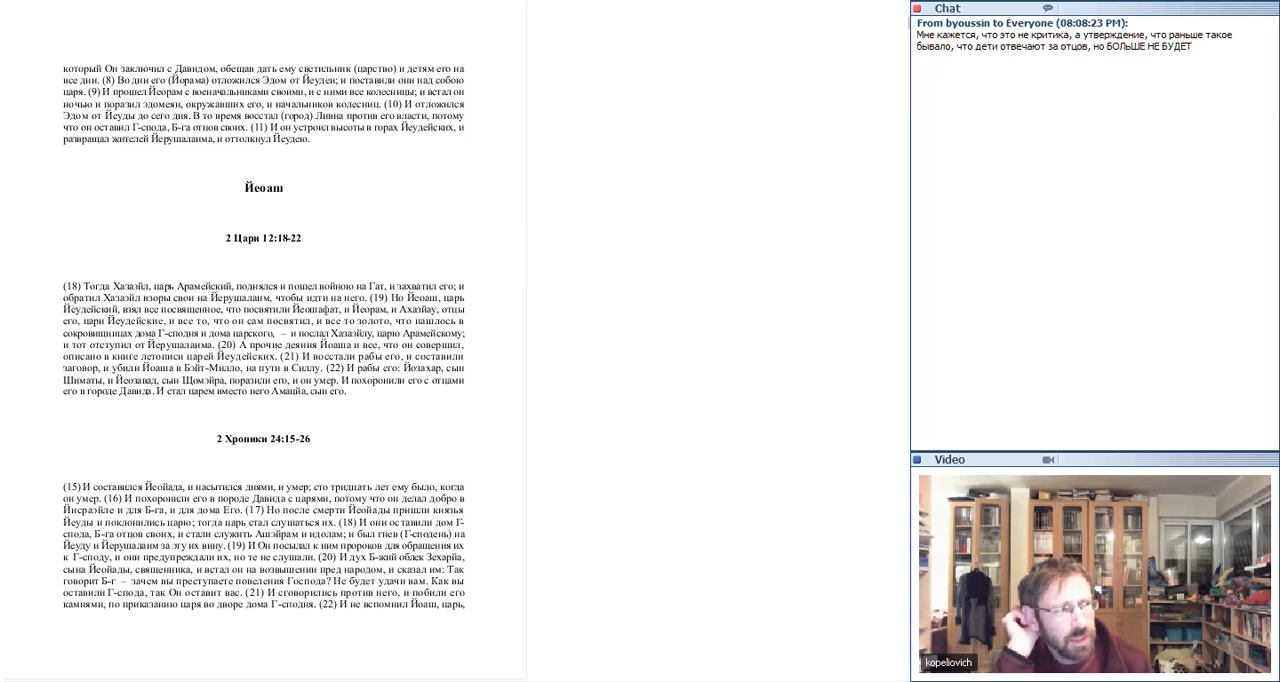 который Он заключил с Давидом, обещав дать ему светильник (царство) и детям его на
все дни. (8) Во дни его (Йорама) отложился Эдом от Йеудеи; и поставили они над собою
царя. (9) И прошел Йеорам с военачальниками своими, и с ними все колесницы; и встал он
ночью и поразил эдомеян, окружавших его, и начальников колесниц. (10) И отложился
Эдом от Йеуды до сего дня. В то время восстал (город) Ливна против его власти, потому
что он оставил Г-спода, Б-га отцов своих. (11) И он устроил высоты в горах Йеудейских, и
развращал жителей Йерушалаима, и оттолкнул Йеудею.
Йеоаш
2 Цари 12:18-22
(18) Тогда Хазаэйл, царь Арамейский, поднялся и пошел войною на Гат, и захватил его; и
обратил Хазаэйл взоры свои на Йерушалаим, чтобы идти на него. (19) Но Йеоаш, царь
Йеудейский, взял все посвященное, что посвятили Йеошафат, и Йеорам, и Ахазйау, отцы
его, цари Йеудейские, и все то, что он сам посвятил, и все то золото, что нашлось в
сокровищницах дома Г-сподня и дома царского, – и послал Хазаэйлу, царю Арамейскому;
и тот отступил от Йерушалаима. (20) А прочие деяния Йоаша и все, что он совершил,
описано в книге летописи царей Йеудейских. (21) И восстали рабы его, и составили
заговор, и убили Йоаша в Бэйт-Милло, на пути в Силлу. (22) И рабы его: Йозахар, сын
Шиматы, и Йеозавад, сын Щомэйра, поразили его, и он умер. И похоронили его с отцами
его в городе Давида. И стал царем вместо него Амацйа, сын его.
2 Хроники 24:15-26
(15) И составился Йеойада, и насытился днями, и умер; сто тридцать лет ему было, когда
он умер. (16) И похоронили его в породе Давида с царями, потому что он делал добро в
Йисраэйле и для Б-га, и для дома Его. (17) Но после смерти Йеойады пришли князья
Йеуды и поклонились царю; тогда царь стал слушаться их. (18) И они оставили дом Г-
спода, Б-га отцов своих, и стали служить Ашэйрам и идолам; и был гнев (Г-сподень) на
Йеуду и Йерушалаим за эту их вину. (19) И Он посылал к ним пророков для обращения их
к Г-споду, и они предупреждали их, но те не слушали. (20) И дух Б-жий облек Зехарйа,
сына Йеойады, священника, и встал он на возвышении пред народом, и сказал им: Так
говорит Б-г – зачем вы преступаете повеления Господа? Не будет удачи вам. Как вы
оставили Г-спода, так Он оставит вас. (21) И сговорились против него, и побили его
камнями, по приказанию царя во дворе дома Г-сподня. (22) И не вспомнил Йоаш, царь,
Chat
From byoussin to Everyone (08:08:23 PM):
Мне кажется, что это не критика, а утверждение, что раньше такое
бывало, что дети отвечают за отцов, но БОЛЬШЕ НЕ БУДЕТ
Video
kopeliovich